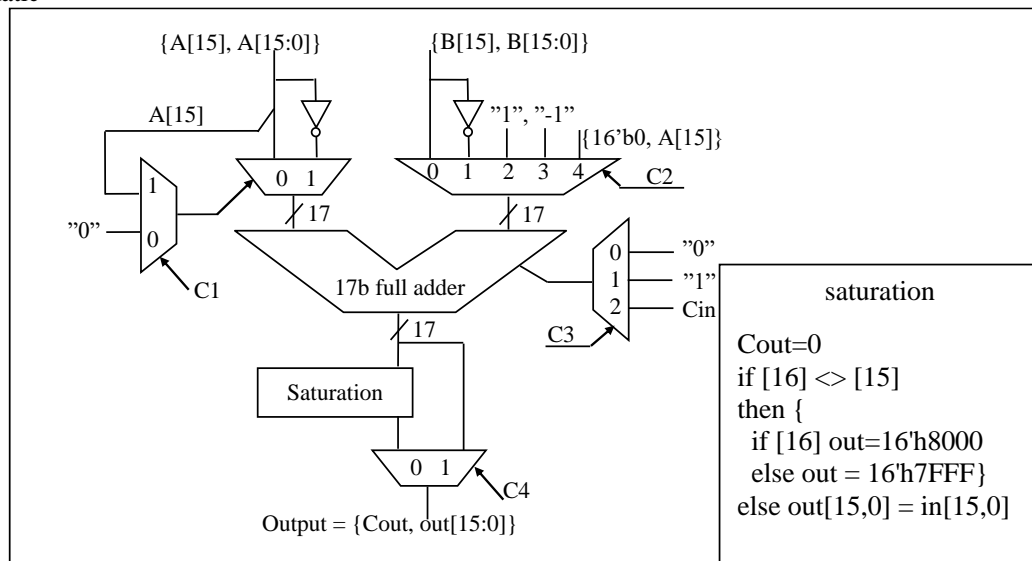 {A[15], A[15:0]}
{B[15], B[15:0]}
A[15]
”1”, ”-1”
{16’b0, A[15]}
1
0
0 1
0 1 2 3 4
C2
”0”
17
17
C1
17b full adder
0
1
2
”0”
”1”
Cin
C3
17
Saturation
0 1
C4
Output = {Cout, out[15:0]}
saturation
Cout=0
if [16] <> [15]
then {
if [16] out=16'h8000
else out = 16'h7FFF}
else out[15,0] = in[15,0]